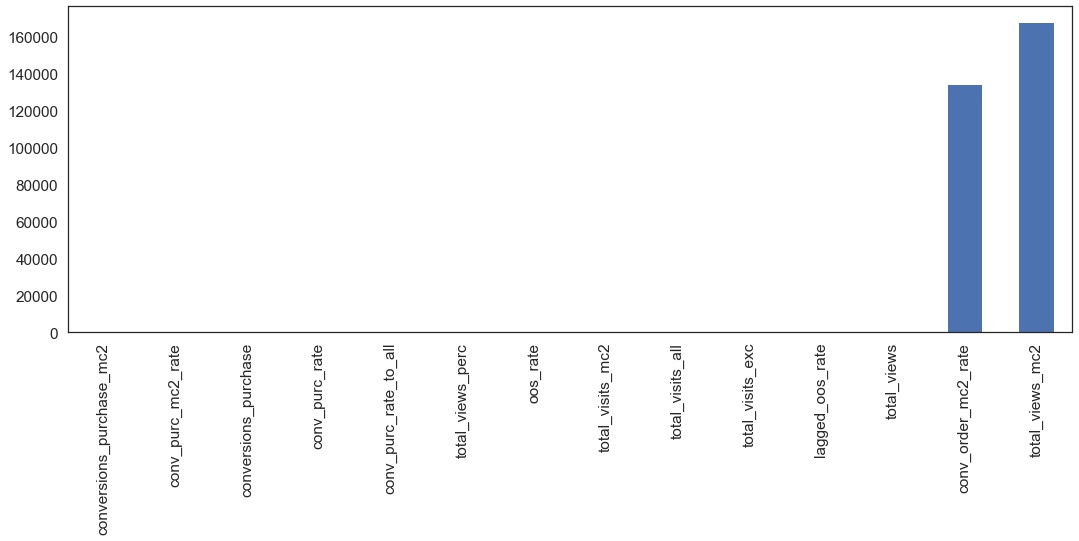 160000
140000
120000
100000
80000
60000
40000
20000
0
conversions_purchase_mc2
conv_purc_mc2_rate
conversions_purchase
conv_purc_rate
conv_purc_rate_to_all
total_views_perc
oos_rate
total_visits_mc2
total_visits_all
total_visits_exc
lagged_oos_rate
total_views
conv_order_mc2_rate
total_views_mc2